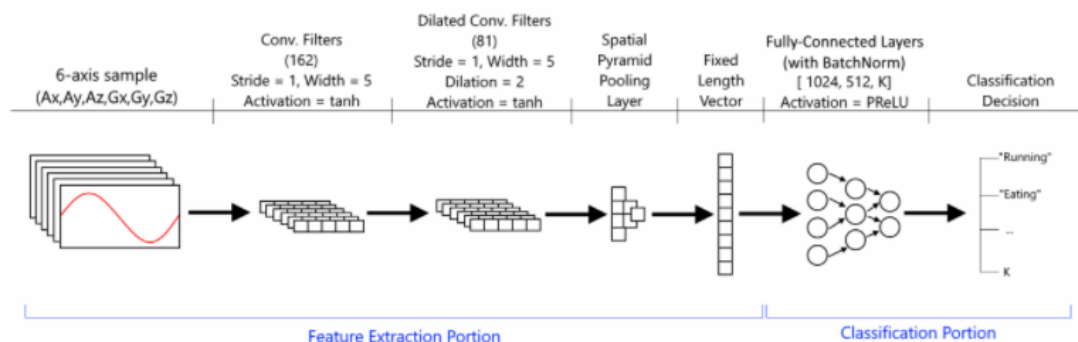 6-axis sample
(Ax,Ay,Az,Gx,Gy,Gz)
Conv. Filters
(162)
Stride = 1, Width = 5
Activation = tanh
Dilated Conv. Filters
(81)
Stride = 1, Width = 5
Dilation = 2
Activation = tanh
Spatial
Pyramid
Pooling
Layer
Fixed
Length
Vector
Fully-Connected Layers
(with BatchNorm)
[ 1024, 512, K]
Activation = PReLU
Classification
Decision
"Running"
"Eating"
...
K
Feature Extraction Portion
Classification Portion